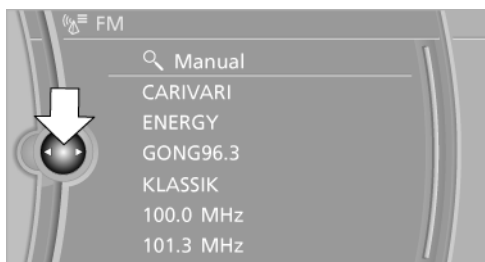 FM
Manual
CARIVARI
ENERGY
GONG96.3
KLASSIK
100.0 MHz
101.3 MHz